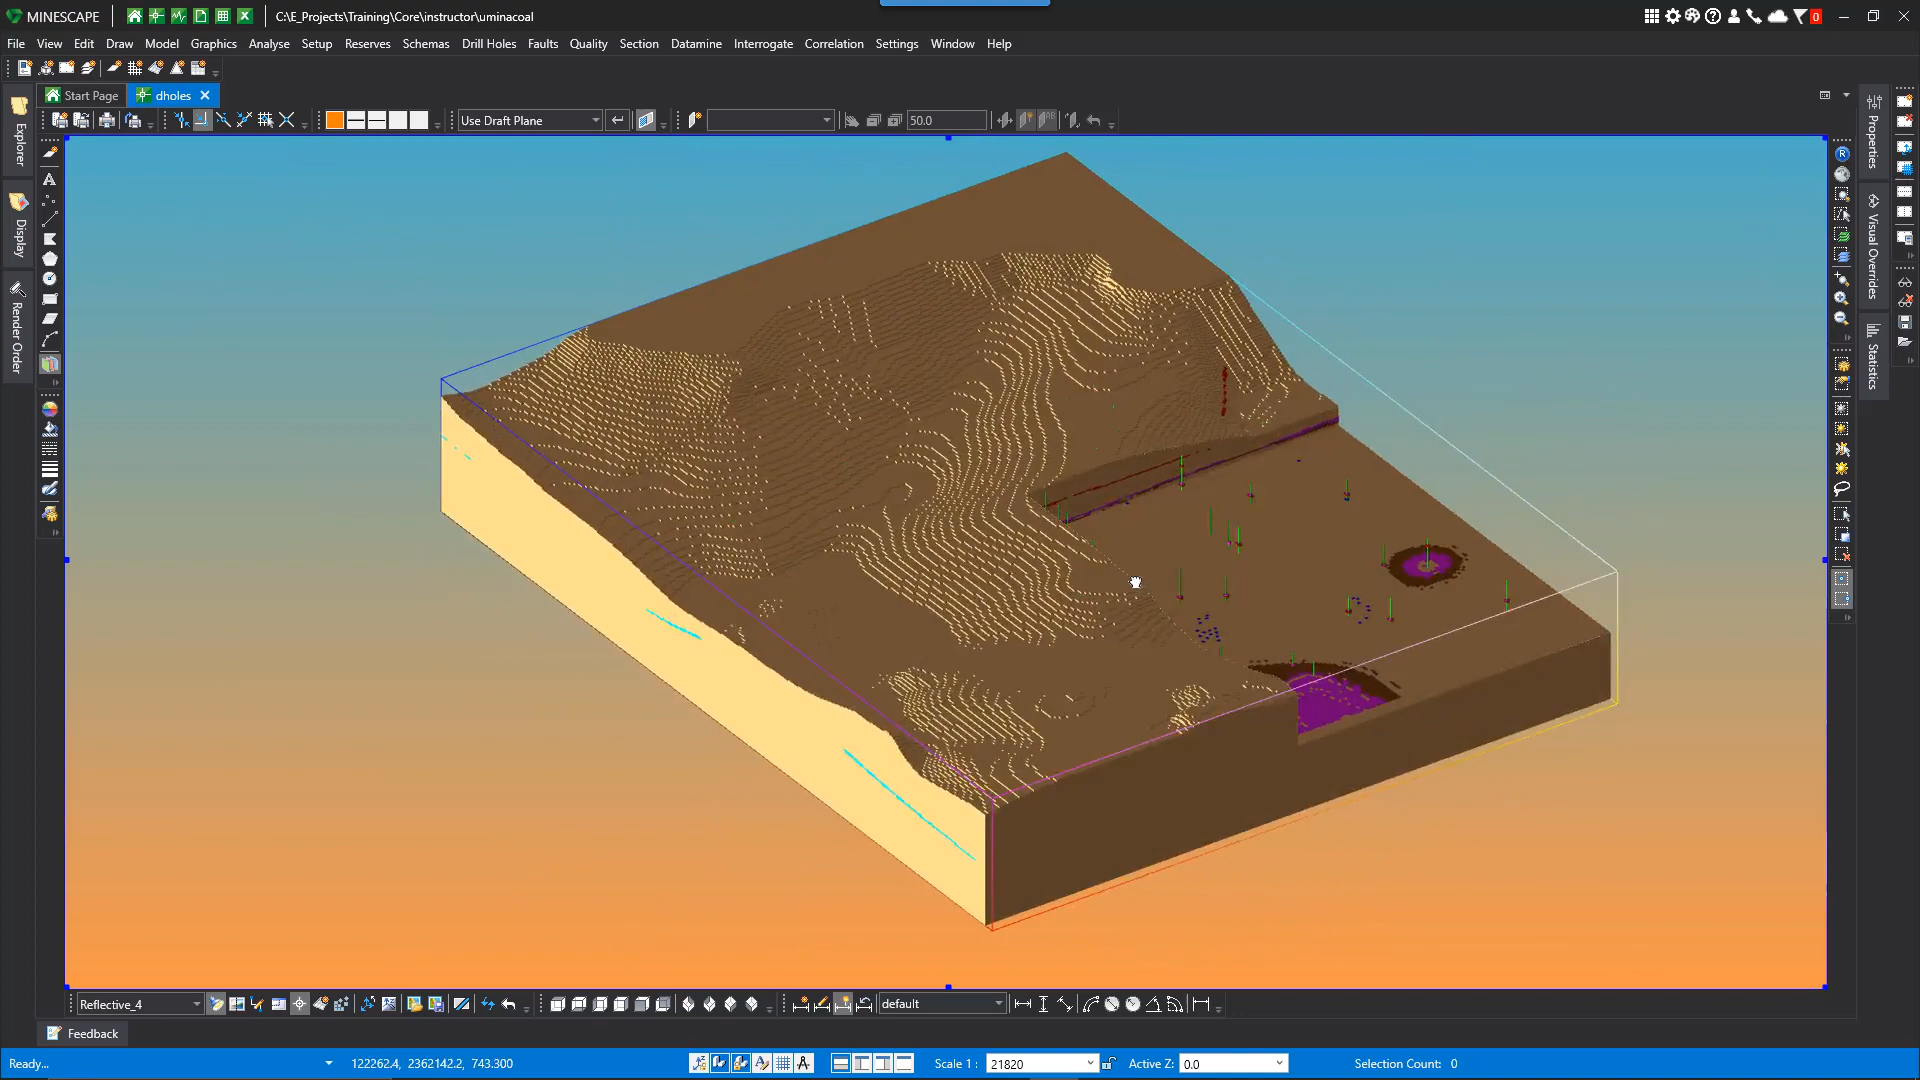 MINESCAPE
C:\E_Projects\Training\Core\instructor\uminacoal
0
File View Edit Draw Model Graphics Analyse Setup Reserves Schemas Drill Holes Faults Quality Section Datamine Interrogate Correlation Settings Window Help
Start Page dholes
Use Draft Plane
50.0
Explorer
Display
Render Order
Properties
Visual Overrides
Statistics
Reflective_4
default
Feedback
Ready...
122262.4, 2362142.2, 743.300
Scale 1 : 21820
Active Z: 0.0
Selection Count: 0